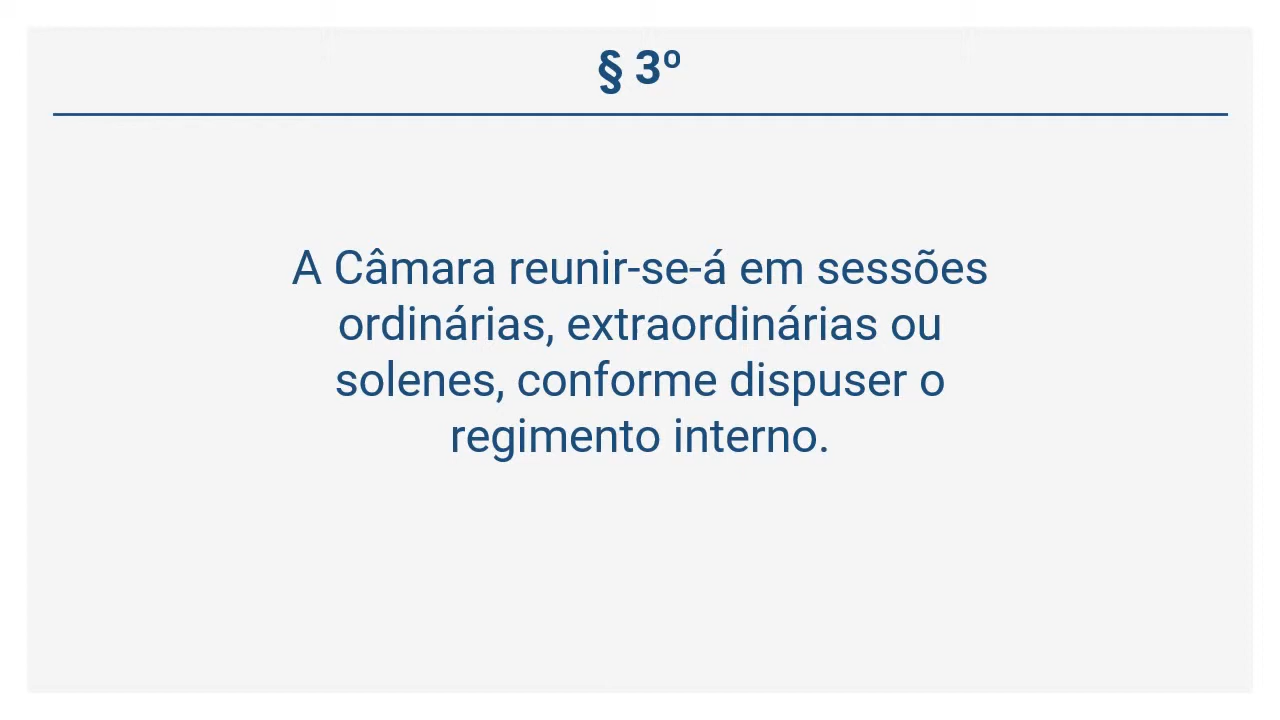 § 3º
A Câmara reunir-se-á em sessões
ordinárias, extraordinárias ou
solenes, conforme dispuser o
regimento interno.